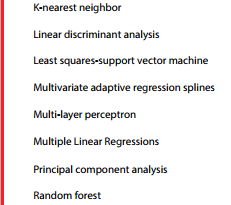 K-nearest neighbor
Linear discriminant analysis
Least squares-support vector machine
Multivariate adaptive regression splines
Multi-layer perceptron
Multiple Linear Regressions
Principal component analysis
Random forest